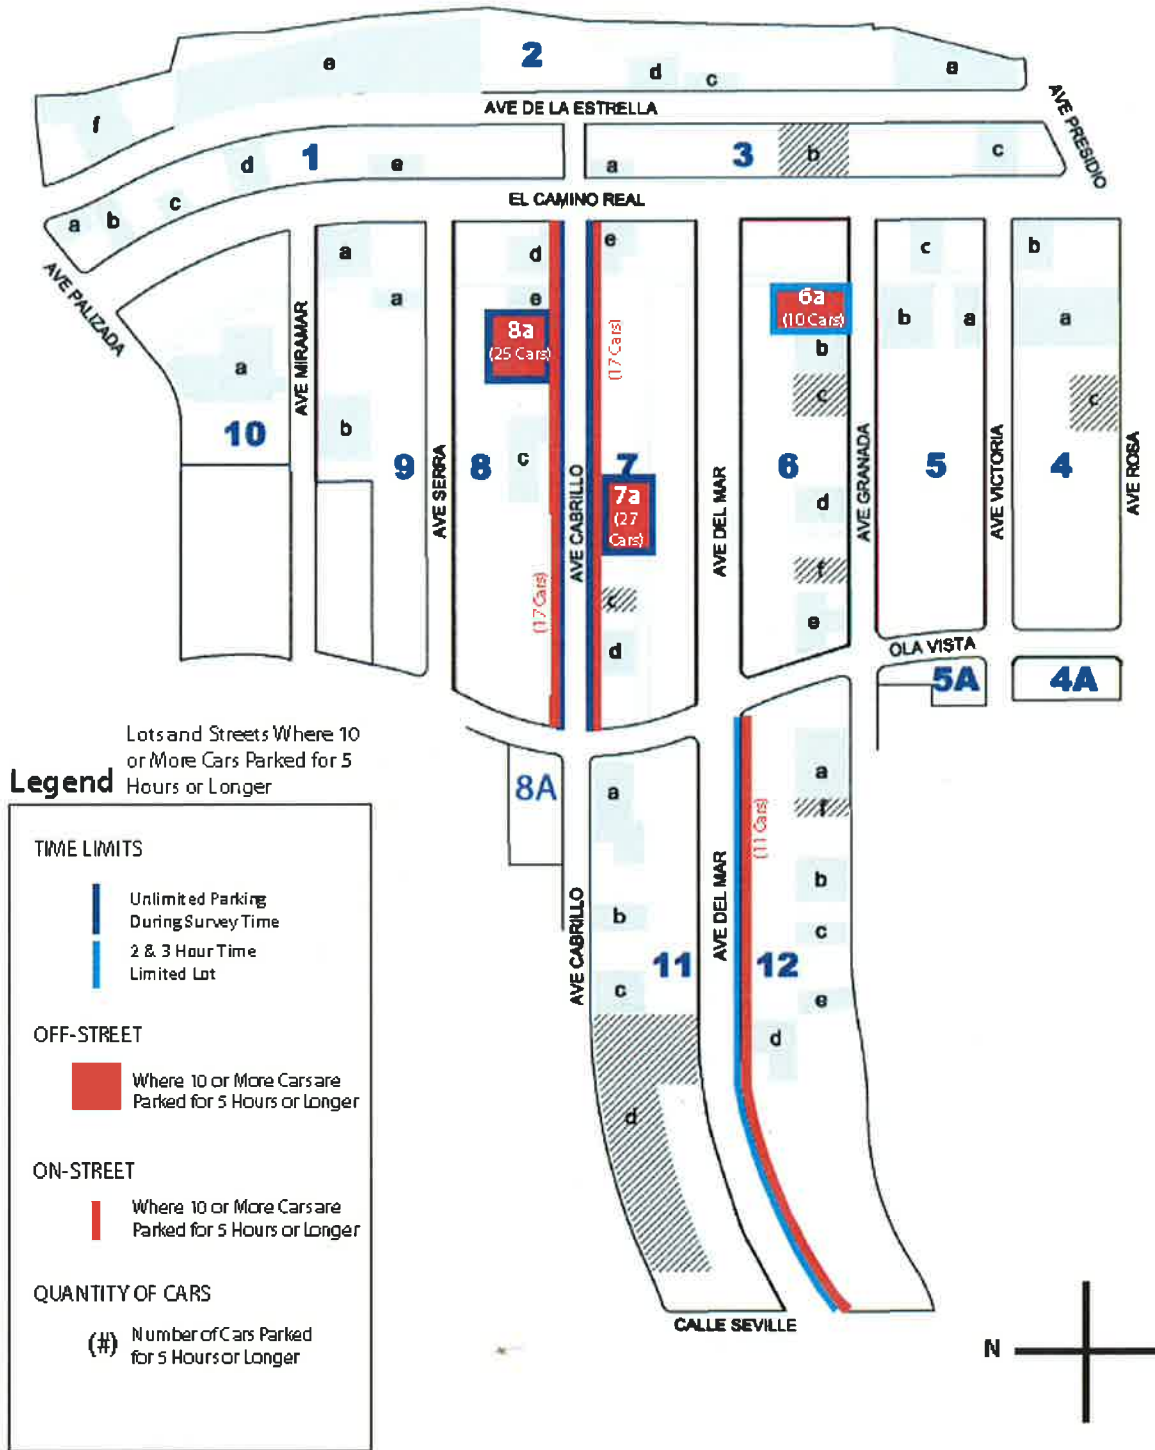 2
e
d
c
e
AVE DE LA ESTRELLA
AVE PRESIDIO
f
1
d
e
a
b
c
3
a
b
c
EL CAMINO REAL
AVE PALIZADA
AVE MIRAMAR
a
10
a
a
b
9
AVE SERRA
d
e
8a
(25 Cars)
c
8
(17 Cars)
AVE CABRILLO
e
(17 Cars)
7
7a
(27
Cars)
c
d
AVE DEL MAR
6a
(10 Cars)
b
c
6
d
f
e
AVE GRANADA
c
b
a
5
AVE VICTORIA
b
a
c
4
AVE ROSA
OLA VISTA
5A
4A
8A
AVE CABRILLO
a
b
c
11
d
AVE DEL MAR
(11 Cars)
a
f
b
c
12
e
d
CALLE SEVILLE
N
Lots and Streets Where 10
or More Cars Parked for 5
Hours or Longer
Legend
TIME LIMITS
Unlimited Parking
During Survey Time
2 & 3 Hour Time
Limited Lot
OFF-STREET
Where 10 or More Cars are
Parked for 5 Hours or Longer
ON-STREET
Where 10 or More Cars are
Parked for 5 Hours or Longer
QUANTITY OF CARS
(#) Number of Cars Parked
for 5 Hours or Longer